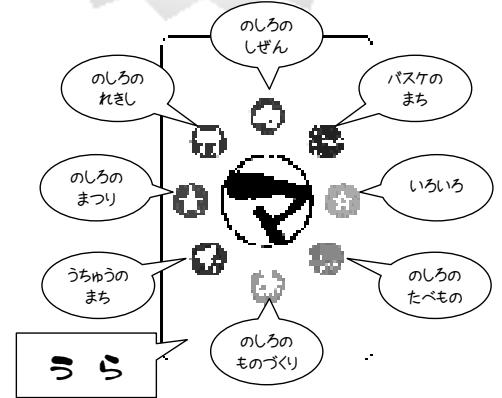 のしろの
しぜん
のしろの
れきし
バスケの
まち
のしろの
まつり
マ
いろいろ
うちゅうの
まち
のしろの
たべもの
のしろの
ものづくり
うら